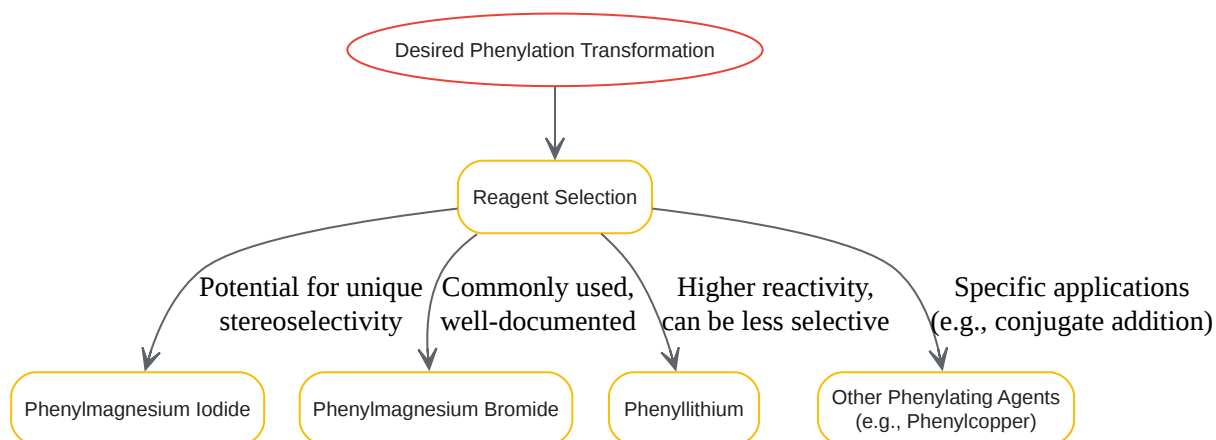 Desired Phenylation Transformation
Reagent Selection
Potential for unique
stereoselectivity
Commonly used,
well-documented
Higher reactivity,
can be less selective
Specific applications
(e.g., conjugate addition)
Phenylmagnesium Iodide
Phenylmagnesium Bromide
Phenyllithium
Other Phenylating Agents
(e.g., Phenylcopper)